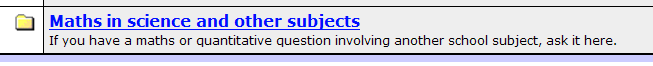 Maths in science and other subjects
If you have a maths or quantitative question involving another school subject, ask it here.